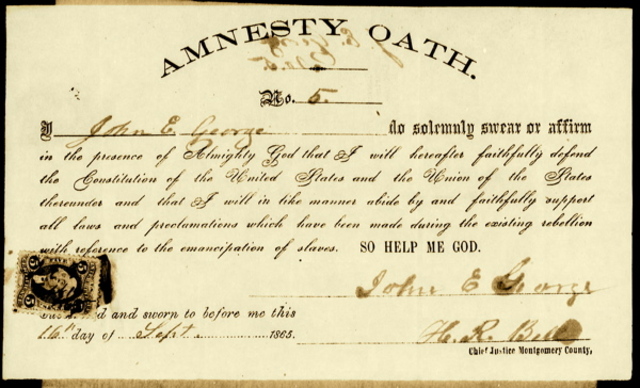 AMNESTY OATH.
No. 5.
I John E. George do solemnly swear or affirm
in the presence of Almighty God that I will hereafter faithfully defend
the Constitution of the United States and the Union of the States
thereunder and that I will in like manner abide by and faithfully support
all laws and proclamations which have been made during the existing rebellion
with reference to the emancipation of slaves. SO HELP ME GOD.
John E George
and sworn to before me this
16th day of Sept 1865.
H. R.
Chief Justice Montgomery County,